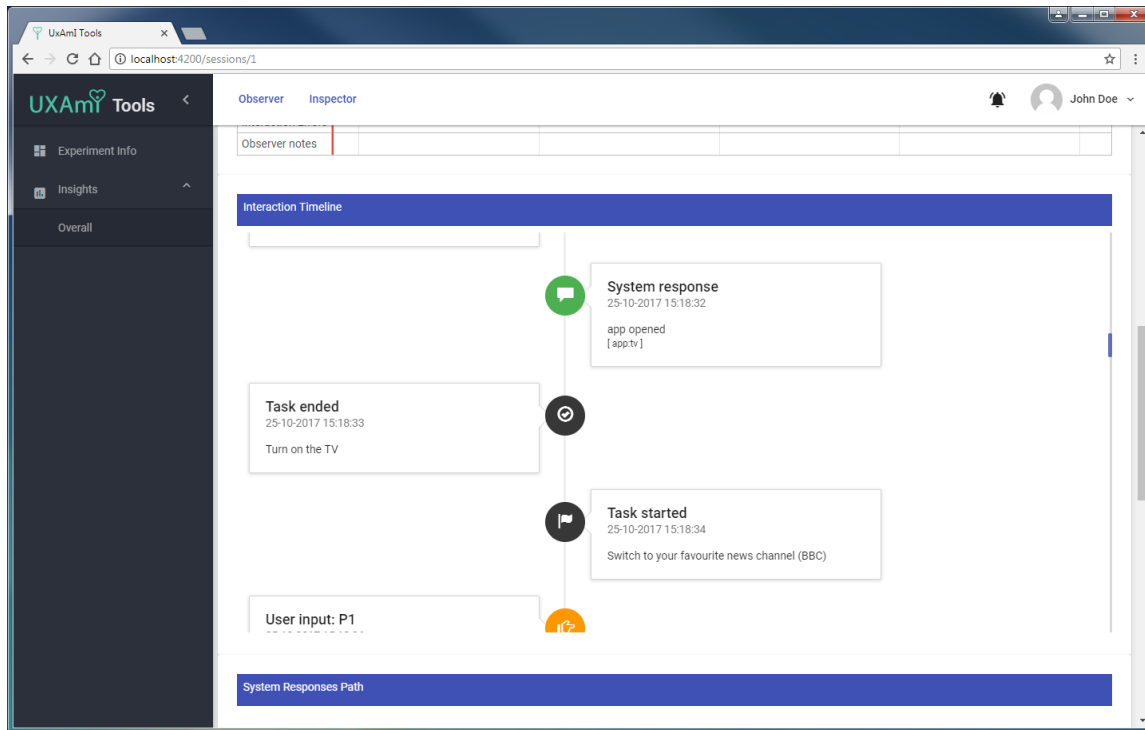 UxAmI Tools
localhost:4200/sessions/1
UXAmI Tools
Observer
Inspector
John Doe
Experiment Info
Insights
Overall
Interaction Errors
Observer notes
Interaction Timeline
System response
25-10-2017 15:18:32
app opened
[ app:tv ]
Task ended
25-10-2017 15:18:33
Turn on the TV
Task started
25-10-2017 15:18:34
Switch to your favourite news channel (BBC)
User input: P1
System Responses Path